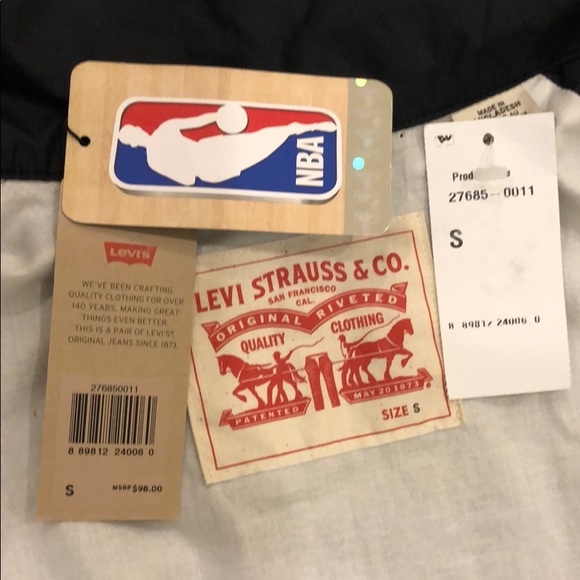 NBA
Levi's
WE'VE BEEN CRAFTING
QUALITY CLOTHING FOR OVER
140 YEARS, MAKING GREAT
THINGS EVEN BETTER.
THIS IS A PAIR OF LEVI'S®
ORIGINAL JEANS SINCE 1873.
276850011
8 89812 24006 0
S
MSRP $98.00
LEVI STRAUSS & CO.
SAN FRANCISCO
CAL.
ORIGINAL RIVETED
QUALITY CLOTHING
PATENTED
MAY 20 1873
SIZE S
MADE IN
Prod
27685-0011
S
8 89812 24006 0